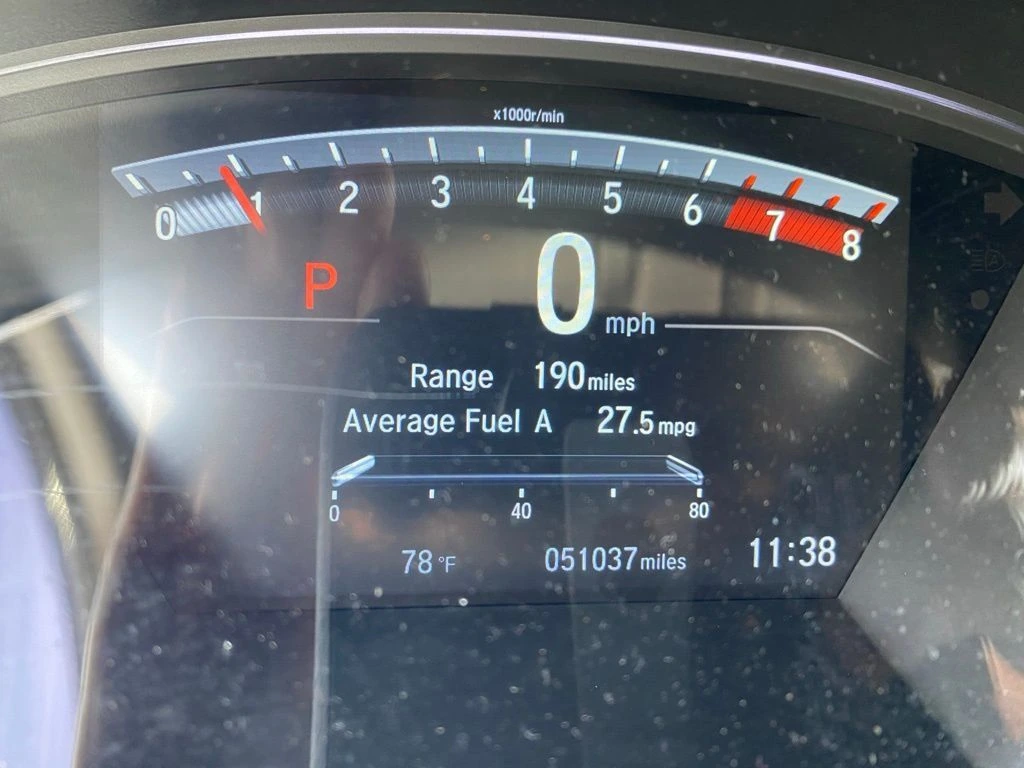 x1000r/min
0 1 2 3 4 5 6 7 8
P 0 mph
Range 190 miles
Average Fuel A 27.5 mpg
0 40 80
78 °F 051037 miles 11:38